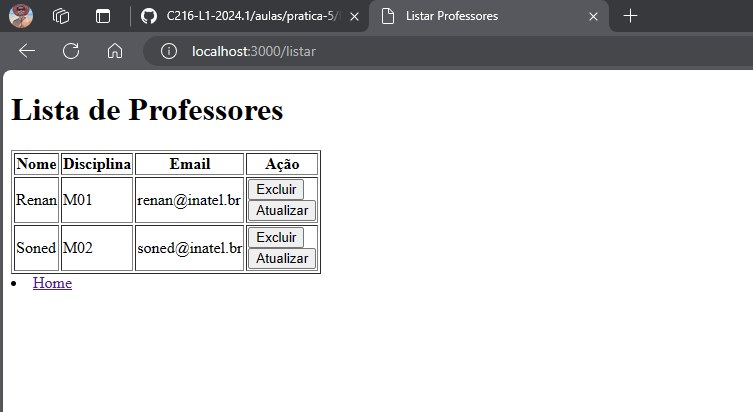 C216-L1-2024.1/aulas/pratica-5/
Listar Professores
localhost:3000/listar
Lista de Professores
Nome Disciplina Email Ação
Renan M01 renan@inatel.br Excluir
Atualizar
Soned M02 soned@inatel.br Excluir
Atualizar
Home